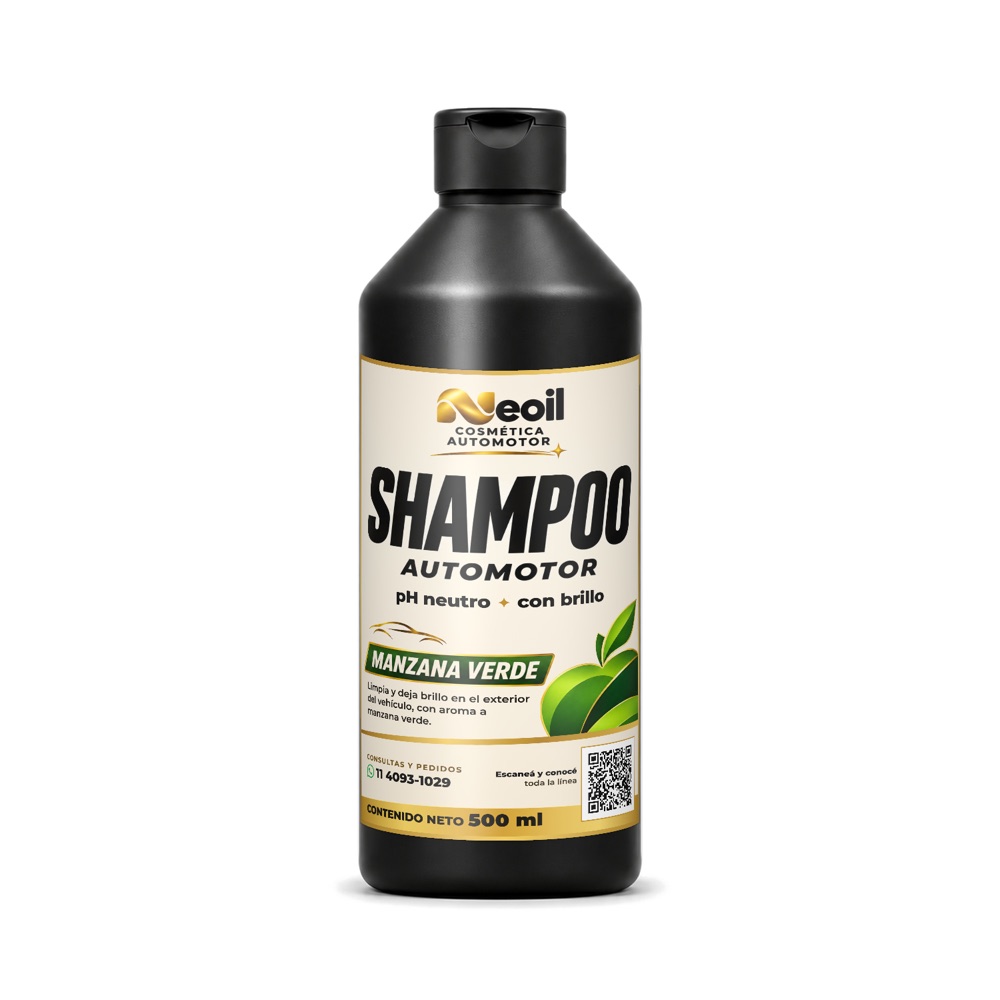 Neoil
COSMÉTICA
AUTOMOTOR
SHAMPOO
AUTOMOTOR
pH neutro ✦ con brillo
MANZANA VERDE
Limpia y deja brillo en el exterior
del vehículo, con aroma a
manzana verde.
CONSULTAS Y PEDIDOS
11 4093-1029
Escaneá y conocé
toda la línea
CONTENIDO NETO 500 ml